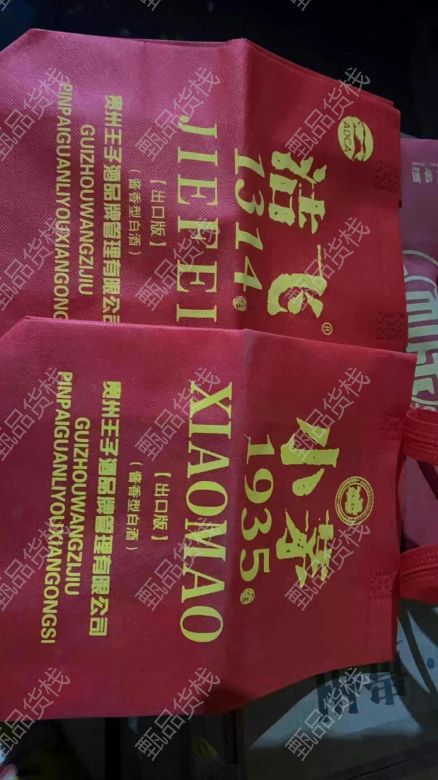 ADCA
洁飞®
1314
JIEFEI
【出口版】
（酱香型白酒）
贵州王子酒品牌管理有限公司
GUIZHOUWANGZIJIU
PINPAIGUANLIYOUXIANGONG
小茅
1935
XIAOMAO
【出口版】
（酱香型白酒）
贵州王子酒品牌管理有限公司
GUIZHOUWANGZIJIU
PINPAIGUANLIYOUXIANGONGSI
甄品货栈